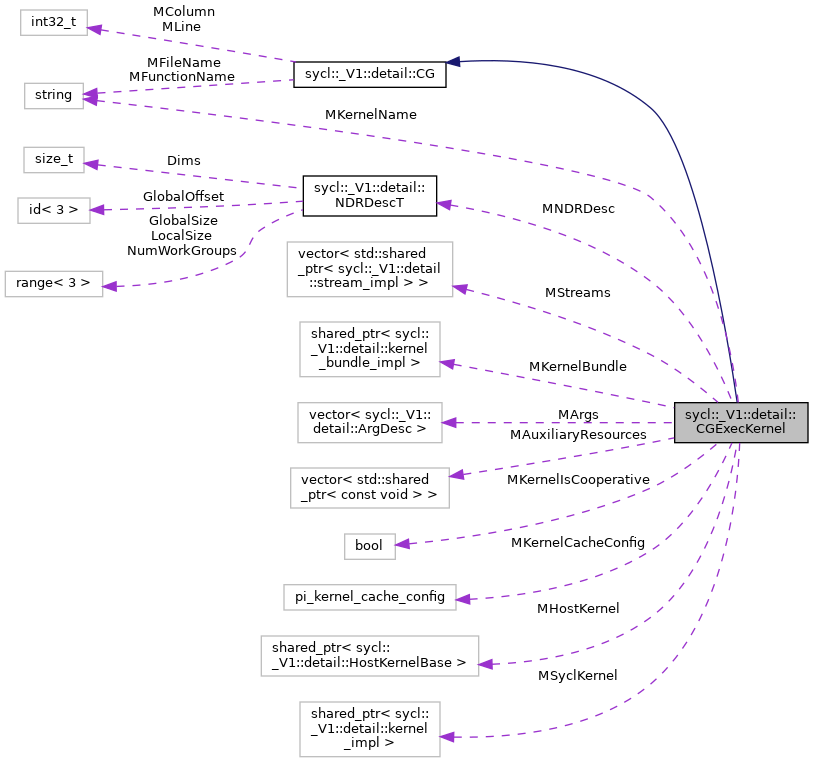 int32_t
MColumn
MLine
sycl::_V1::detail::CG
MFileName
MFunctionName
string
MKernelName
size_t
Dims
sycl::_V1::detail::
NDRDescT
id< 3 >
GlobalOffset
GlobalSize
LocalSize
NumWorkGroups
range< 3 >
MNDRDesc
vector< std::shared
_ptr< sycl::_V1::detail
::stream_impl > >
MStreams
shared_ptr< sycl::
_V1::detail::kernel
_bundle_impl >
MKernelBundle
vector< sycl::_V1::
detail::ArgDesc >
MArgs
sycl::_V1::detail::
CGExecKernel
MAuxiliaryResources
vector< std::shared
_ptr< const void > >
MKernelIsCooperative
bool
MKernelCacheConfig
pi_kernel_cache_config
MHostKernel
shared_ptr< sycl::
_V1::detail::HostKernelBase >
MSyclKernel
shared_ptr< sycl::
_V1::detail::kernel
_impl >